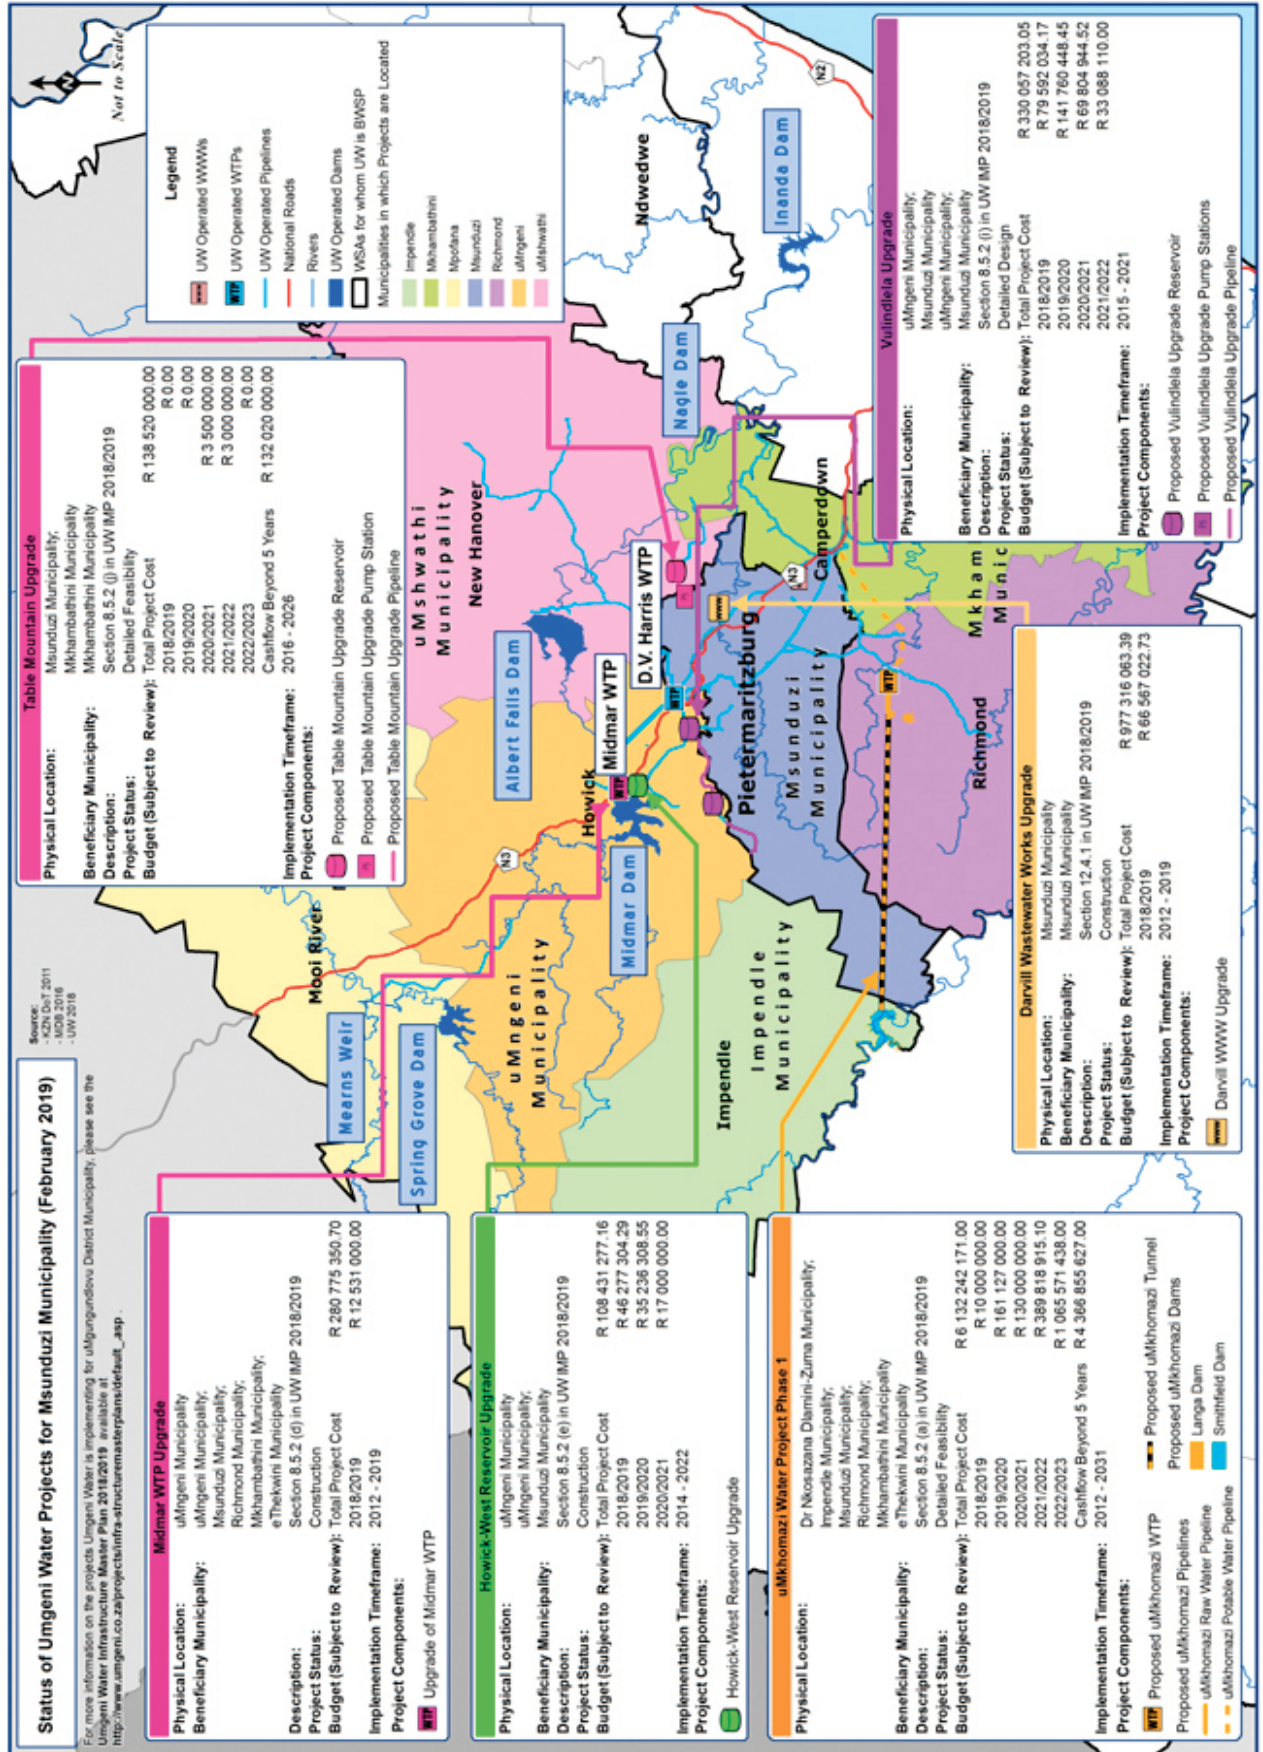 Status of Umgeni Water Projects for Msunduzi Municipality (February 2019)
For more information on the projects Umgeni Water is implementing for uMgungundlovu District Municipality, please see the
Umgeni Water Infrastructure Master Plan 2018/2019 available at
http://www.umgeni.co.za/projects/infra-structuremasterplans/default_.asp .
Source:
- KZN DoT 2011
- MDB 2016
- UW 2018
N
Not to Scale
Midmar WTP Upgrade
Physical Location: uMngeni Municipality
Beneficiary Municipality: uMngeni Municipality;
Msunduzi Municipality;
Richmond Municipality;
Mkhambathini Municipality;
eThekwini Municipality
Description: Section 8.5.2 (d) in UW IMP 2018/2019
Project Status: Construction
Budget (Subject to Review): Total Project Cost R 280 775 350.70
2018/2019 R 12 531 000.00
Implementation Timeframe: 2012 - 2019
Project Components:
WTP Upgrade of Midmar WTP
Howick-West Reservoir Upgrade
Physical Location: uMngeni Municipality
Beneficiary Municipality: uMngeni Municipality;
Msunduzi Municipality
Description: Section 8.5.2 (e) in UW IMP 2018/2019
Project Status: Construction
Budget (Subject to Review): Total Project Cost R 108 431 277.16
2018/2019 R 46 277 304.29
2019/2020 R 35 236 308.55
2020/2021 R 17 000 000.00
Implementation Timeframe: 2014 - 2022
Project Components:
Howick-West Reservoir Upgrade
uMkhomazi Water Project Phase 1
Physical Location: Dr Nkosazana Dlamini-Zuma Municipality;
Impendle Municipality;
Msunduzi Municipality;
Richmond Municipality;
Mkhambathini Municipality
Beneficiary Municipality: eThekwini Municipality
Description: Section 8.5.2 (a) in UW IMP 2018/2019
Project Status: Detailed Feasibility
Budget (Subject to Review): Total Project Cost R 6 132 242 171.00
2018/2019 R 10 000 000.00
2019/2020 R 161 127 000.00
2020/2021 R 130 000 000.00
2021/2022 R 389 818 915.10
2022/2023 R 1 065 571 438.00
Cashflow Beyond 5 Years R 4 366 855 627.00
Implementation Timeframe: 2012 - 2031
Project Components:
WTP Proposed uMkhomazi WTP
Proposed uMkhomazi Pipelines
uMkhomazi Raw Water Pipeline
uMkhomazi Potable Water Pipeline
Proposed uMkhomazi Tunnel
Proposed uMkhomazi Dams
Langa Dam
Smithfield Dam
Table Mountain Upgrade
Physical Location: Msunduzi Municipality;
Mkhambathini Municipality
Beneficiary Municipality: Mkhambathini Municipality
Description: Section 8.5.2 (j) in UW IMP 2018/2019
Project Status: Detailed Feasibility
Budget (Subject to Review): Total Project Cost R 138 520 000.00
2018/2019 R 0.00
2019/2020 R 0.00
2020/2021 R 3 500 000.00
2021/2022 R 3 000 000.00
2022/2023 R 0.00
Cashflow Beyond 5 Years R 132 020 000.00
Implementation Timeframe: 2016 - 2026
Project Components:
Proposed Table Mountain Upgrade Reservoir
PS Proposed Table Mountain Upgrade Pump Station
Proposed Table Mountain Upgrade Pipeline
Legend
www UW Operated WWWs
WTP UW Operated WTPs
UW Operated Pipelines
National Roads
Rivers
UW Operated Dams
WSAs for whom UW is BWSP
Municipalities in which Projects are Located
Impendle
Mkhambathini
Mpofana
Msunduzi
Richmond
uMngeni
uMshwathi
Mearns Weir
Spring Grove Dam
Mooi River
N3
uMngeni
Municipality
Midmar Dam
Howick
WTP
Midmar WTP
Albert Falls Dam
uMshwathi
Municipality
New Hanover
D.V. Harris WTP
WTP
PS
www
Nagle Dam
Ndwedwe
Inanda Dam
N2
Impendle
Impendle
Municipality
Pietermaritzburg
Msunduzi
Municipality
N3
Camperdown
WTP
Richmond
Mkham
Munic
Darvill Wastewater Works Upgrade
Physical Location: Msunduzi Municipality
Beneficiary Municipality: Msunduzi Municipality
Description: Section 12.4.1 in UW IMP 2018/2019
Project Status: Construction
Budget (Subject to Review): Total Project Cost R 977 316 063.39
2018/2019 R 66 567 022.73
Implementation Timeframe: 2012 - 2019
Project Components:
www Darvill WWW Upgrade
Vulindlela Upgrade
Physical Location: uMngeni Municipality;
Msunduzi Municipality
Beneficiary Municipality: uMngeni Municipality;
Msunduzi Municipality
Description: Section 8.5.2 (i) in UW IMP 2018/2019
Project Status: Detailed Design
Budget (Subject to Review): Total Project Cost R 330 057 203.05
2018/2019 R 79 592 034.17
2019/2020 R 141 760 448.45
2020/2021 R 69 804 944.52
2021/2022 R 33 088 110.00
Implementation Timeframe: 2015 - 2021
Project Components:
Proposed Vulindlela Upgrade Reservoir
PS Proposed Vulindlela Upgrade Pump Stations
Proposed Vulindlela Upgrade Pipeline